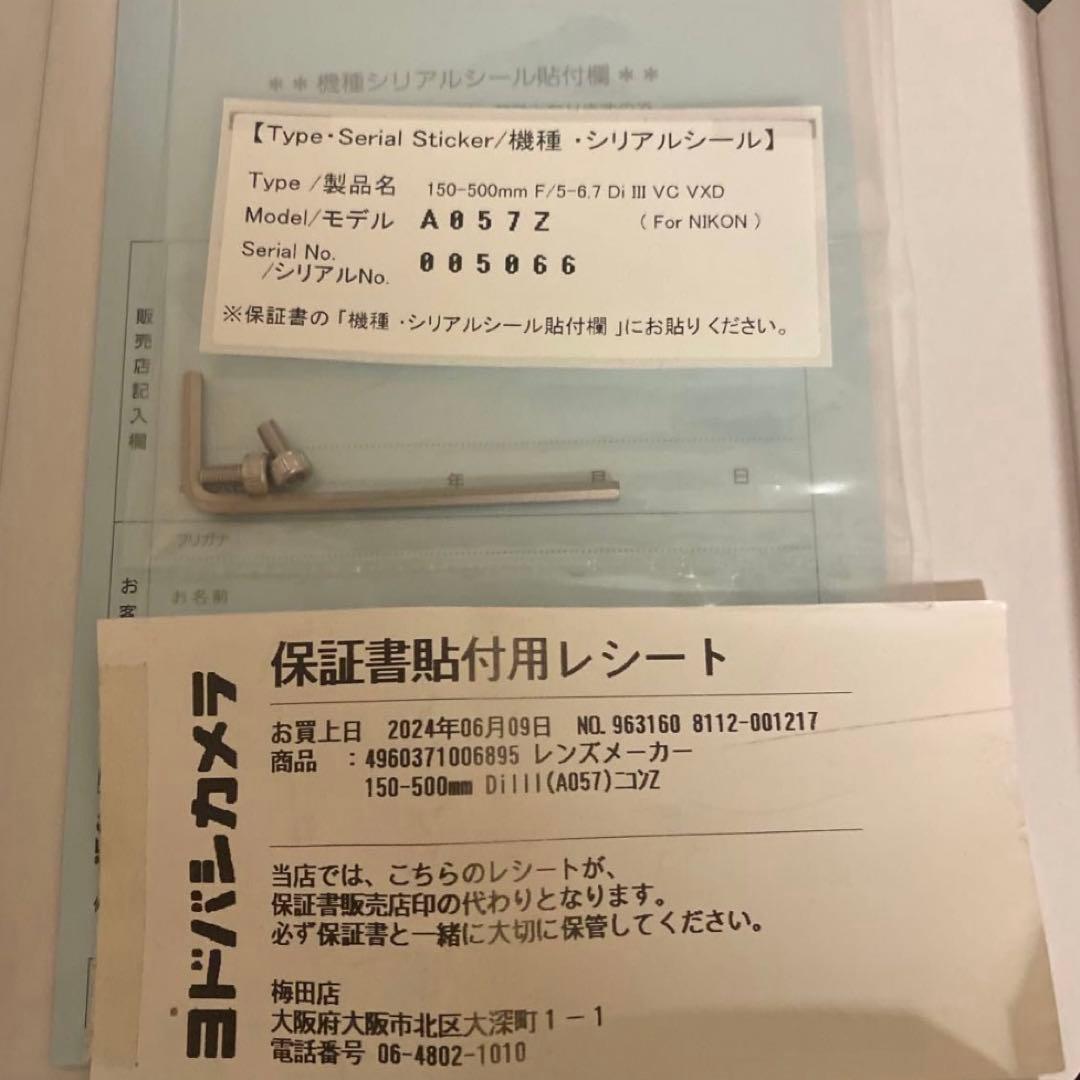 ＊＊機種シリアルシール貼付欄＊＊
【Type・Serial Sticker/機種・シリアルシール】
Type /製品名 150-500mm F/5-6.7 Di III VC VXD
Model/モデル A057Z (For NIKON)
Serial No.
/シリアルNo. 005066
※保証書の「機種・シリアルシール貼付欄」にお貼りください。
販売店記入欄
年 月 日
フリガナ
お客
お名前
ヨドバシカメラ
保証書貼付用レシート
お買上日 2024年06月09日 NO.963160 8112-001217
商品 :4960371006895 レンズメーカー
150-500mm DiIII(A057)ニコンZ
当店では、こちらのレシートが、
保証書販売店印の代わりとなります。
必ず保証書と一緒に大切に保管してください。
梅田店
大阪府大阪市北区大深町1-1
電話番号 06-4802-1010